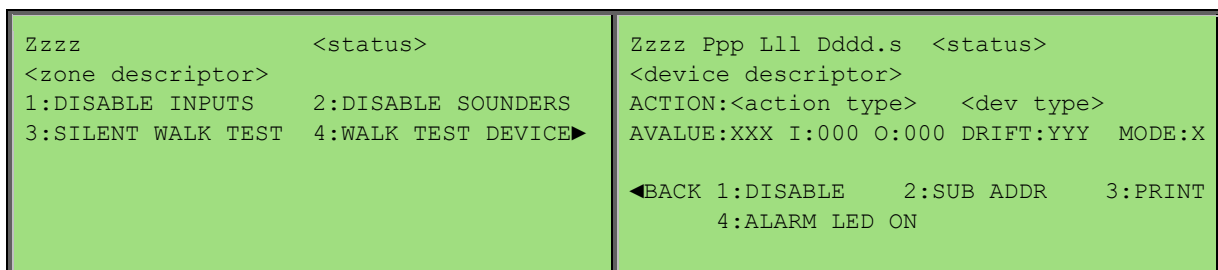 Zzzz <status>
<zone descriptor>
1:DISABLE INPUTS 2:DISABLE SOUNDERS
3:SILENT WALK TEST 4:WALK TEST DEVICE►
Zzzz Ppp Lll Dddd.s <status>
<device descriptor>
ACTION:<action type> <dev type>
AVALUE:XXX I:000 O:000 DRIFT:YYY MODE:X
◄BACK 1:DISABLE 2:SUB ADDR 3:PRINT
4:ALARM LED ON